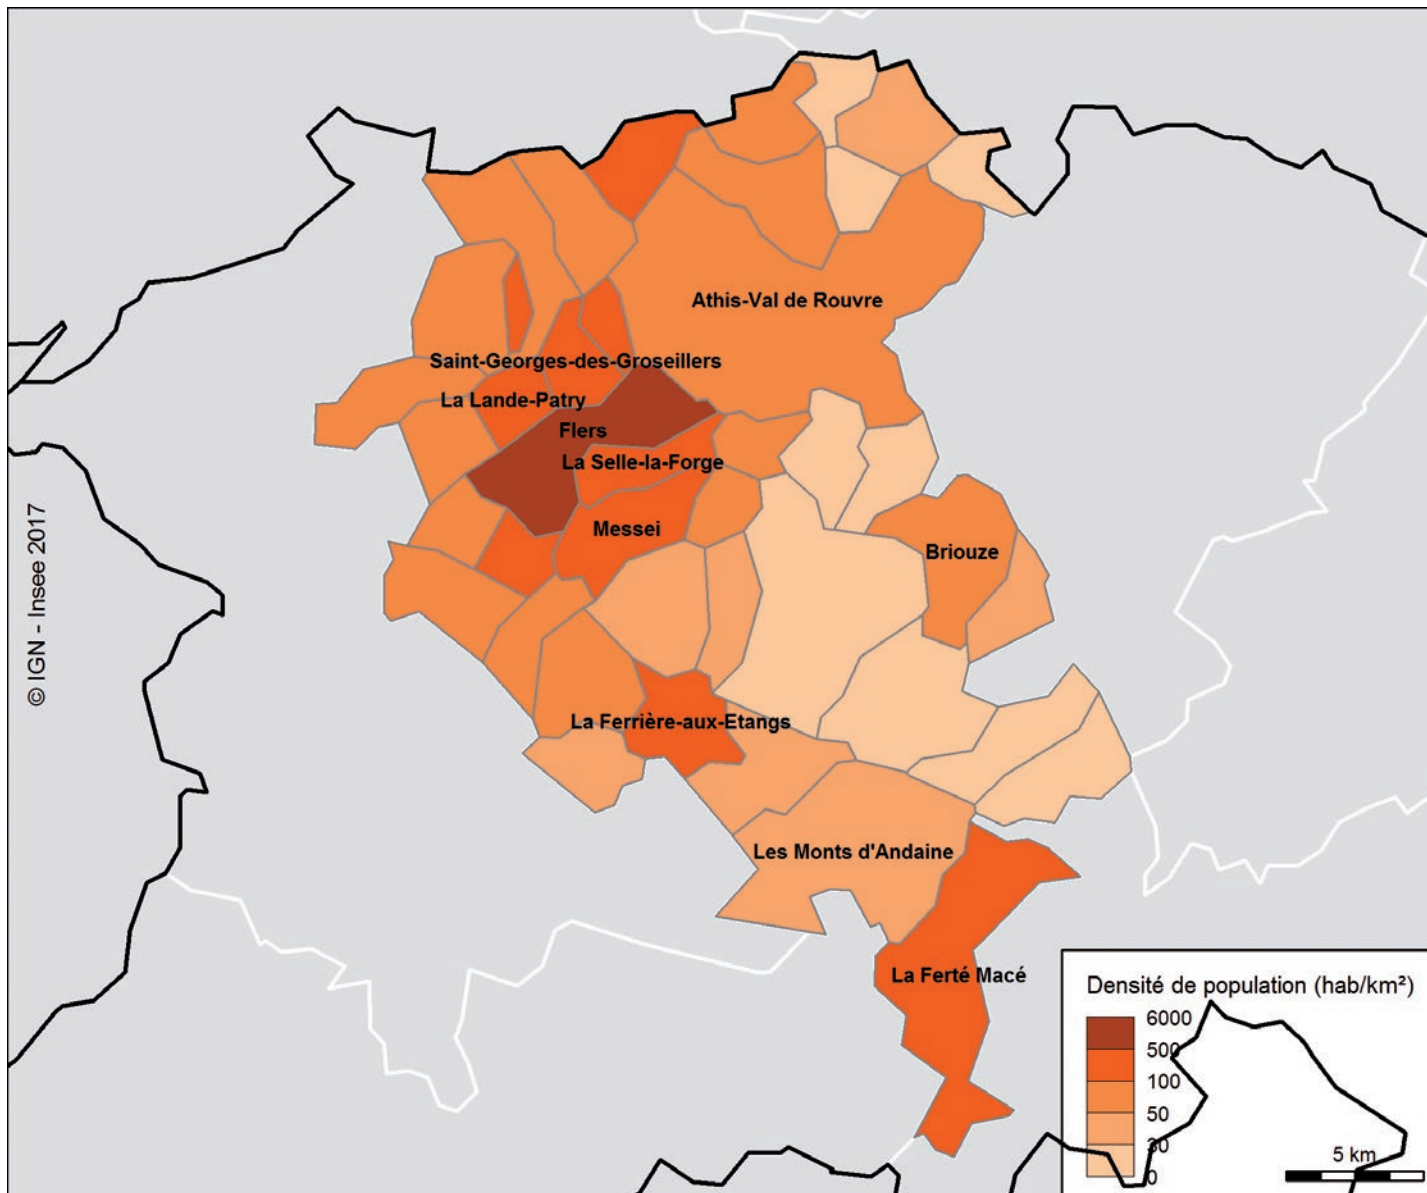 Athis-Val de Rouvre
Saint-Georges-des-Groseillers
La Lande-Patry
Flers
La Selle-la-Forge
Messei
Briouze
La Ferrière-aux-Etangs
Les Monts d'Andaine
La Ferté Macé
© IGN - Insee 2017
Densité de population (hab/km²)
6000
500
100
50
30
0
5 km